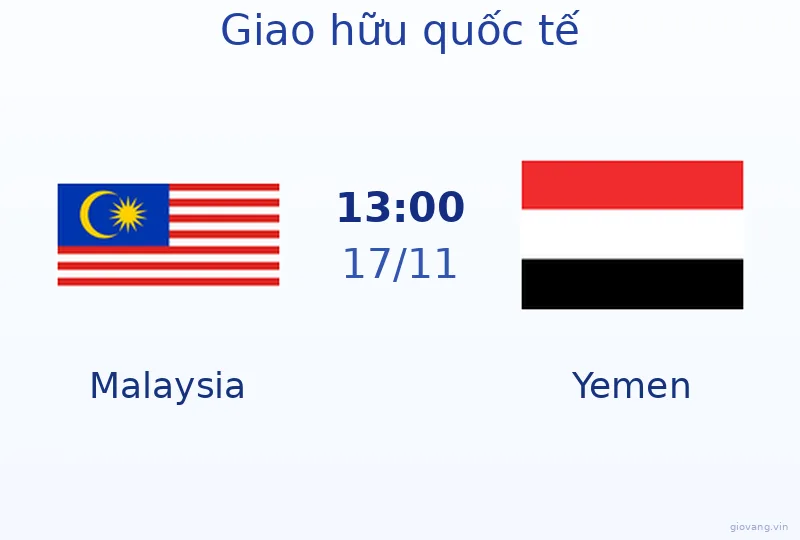 Giao hữu quốc tế
13:00
17/11
Malaysia
Yemen
giovang.vin